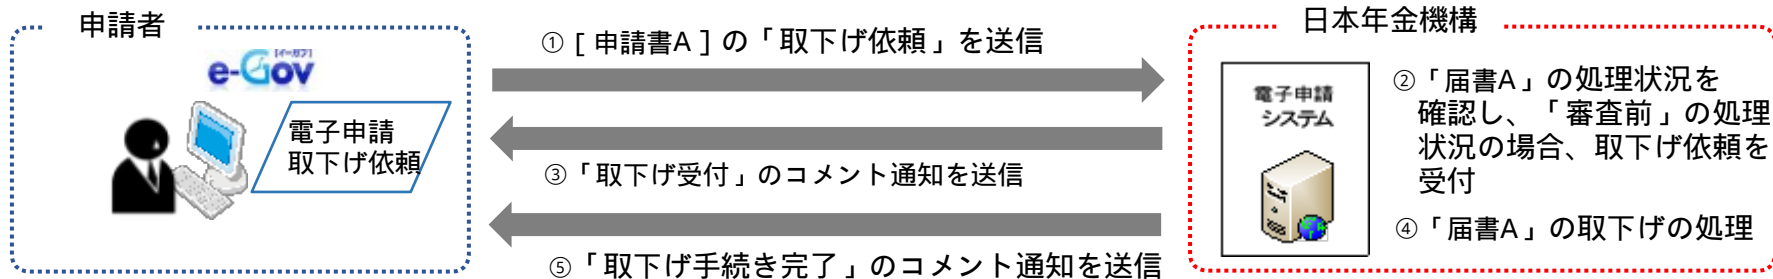 申請者
[イーガブ]
e-Gov
電子申請
取下げ依頼
①[申請書A]の「取下げ依頼」を送信
③「取下げ受付」のコメント通知を送信
⑤「取下げ手続き完了」のコメント通知を送信
日本年金機構
電子申請
システム
②「届書A」の処理状況を
確認し、「審査前」の処理
状況の場合、取下げ依頼を
受付
④「届書A」の取下げの処理